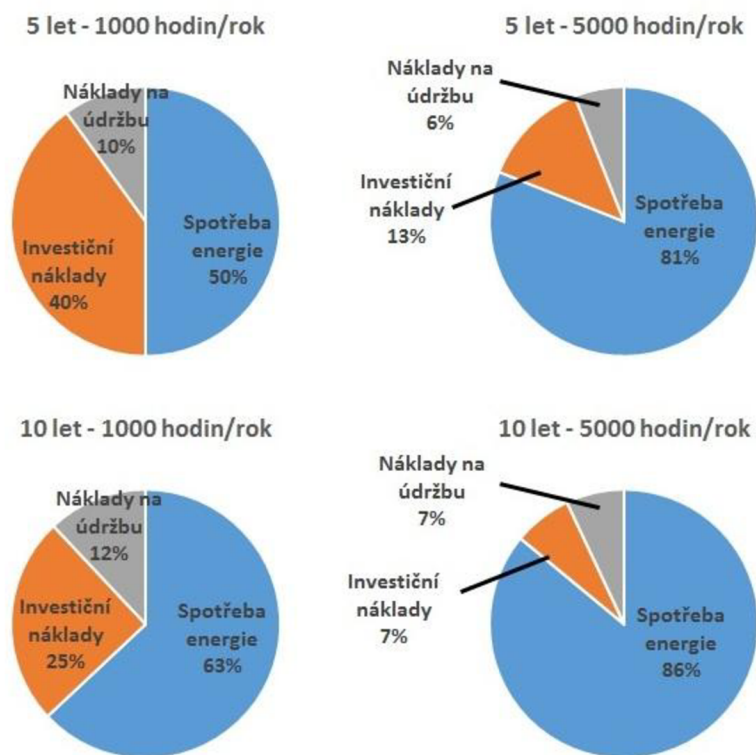 5 let - 1000 hodin/rok
Náklady na
údržbu
10%
Investiční
náklady
40%
Spotřeba
energie
50%
5 let - 5000 hodin/rok
Náklady na
údržbu
6%
Investiční
náklady
13%
Spotřeba
energie
81%
10 let - 1000 hodin/rok
Náklady na
údržbu
12%
Investiční
náklady
25%
Spotřeba
energie
63%
10 let - 5000 hodin/rok
Náklady na
údržbu
7%
Investiční
náklady
7%
Spotřeba
energie
86%